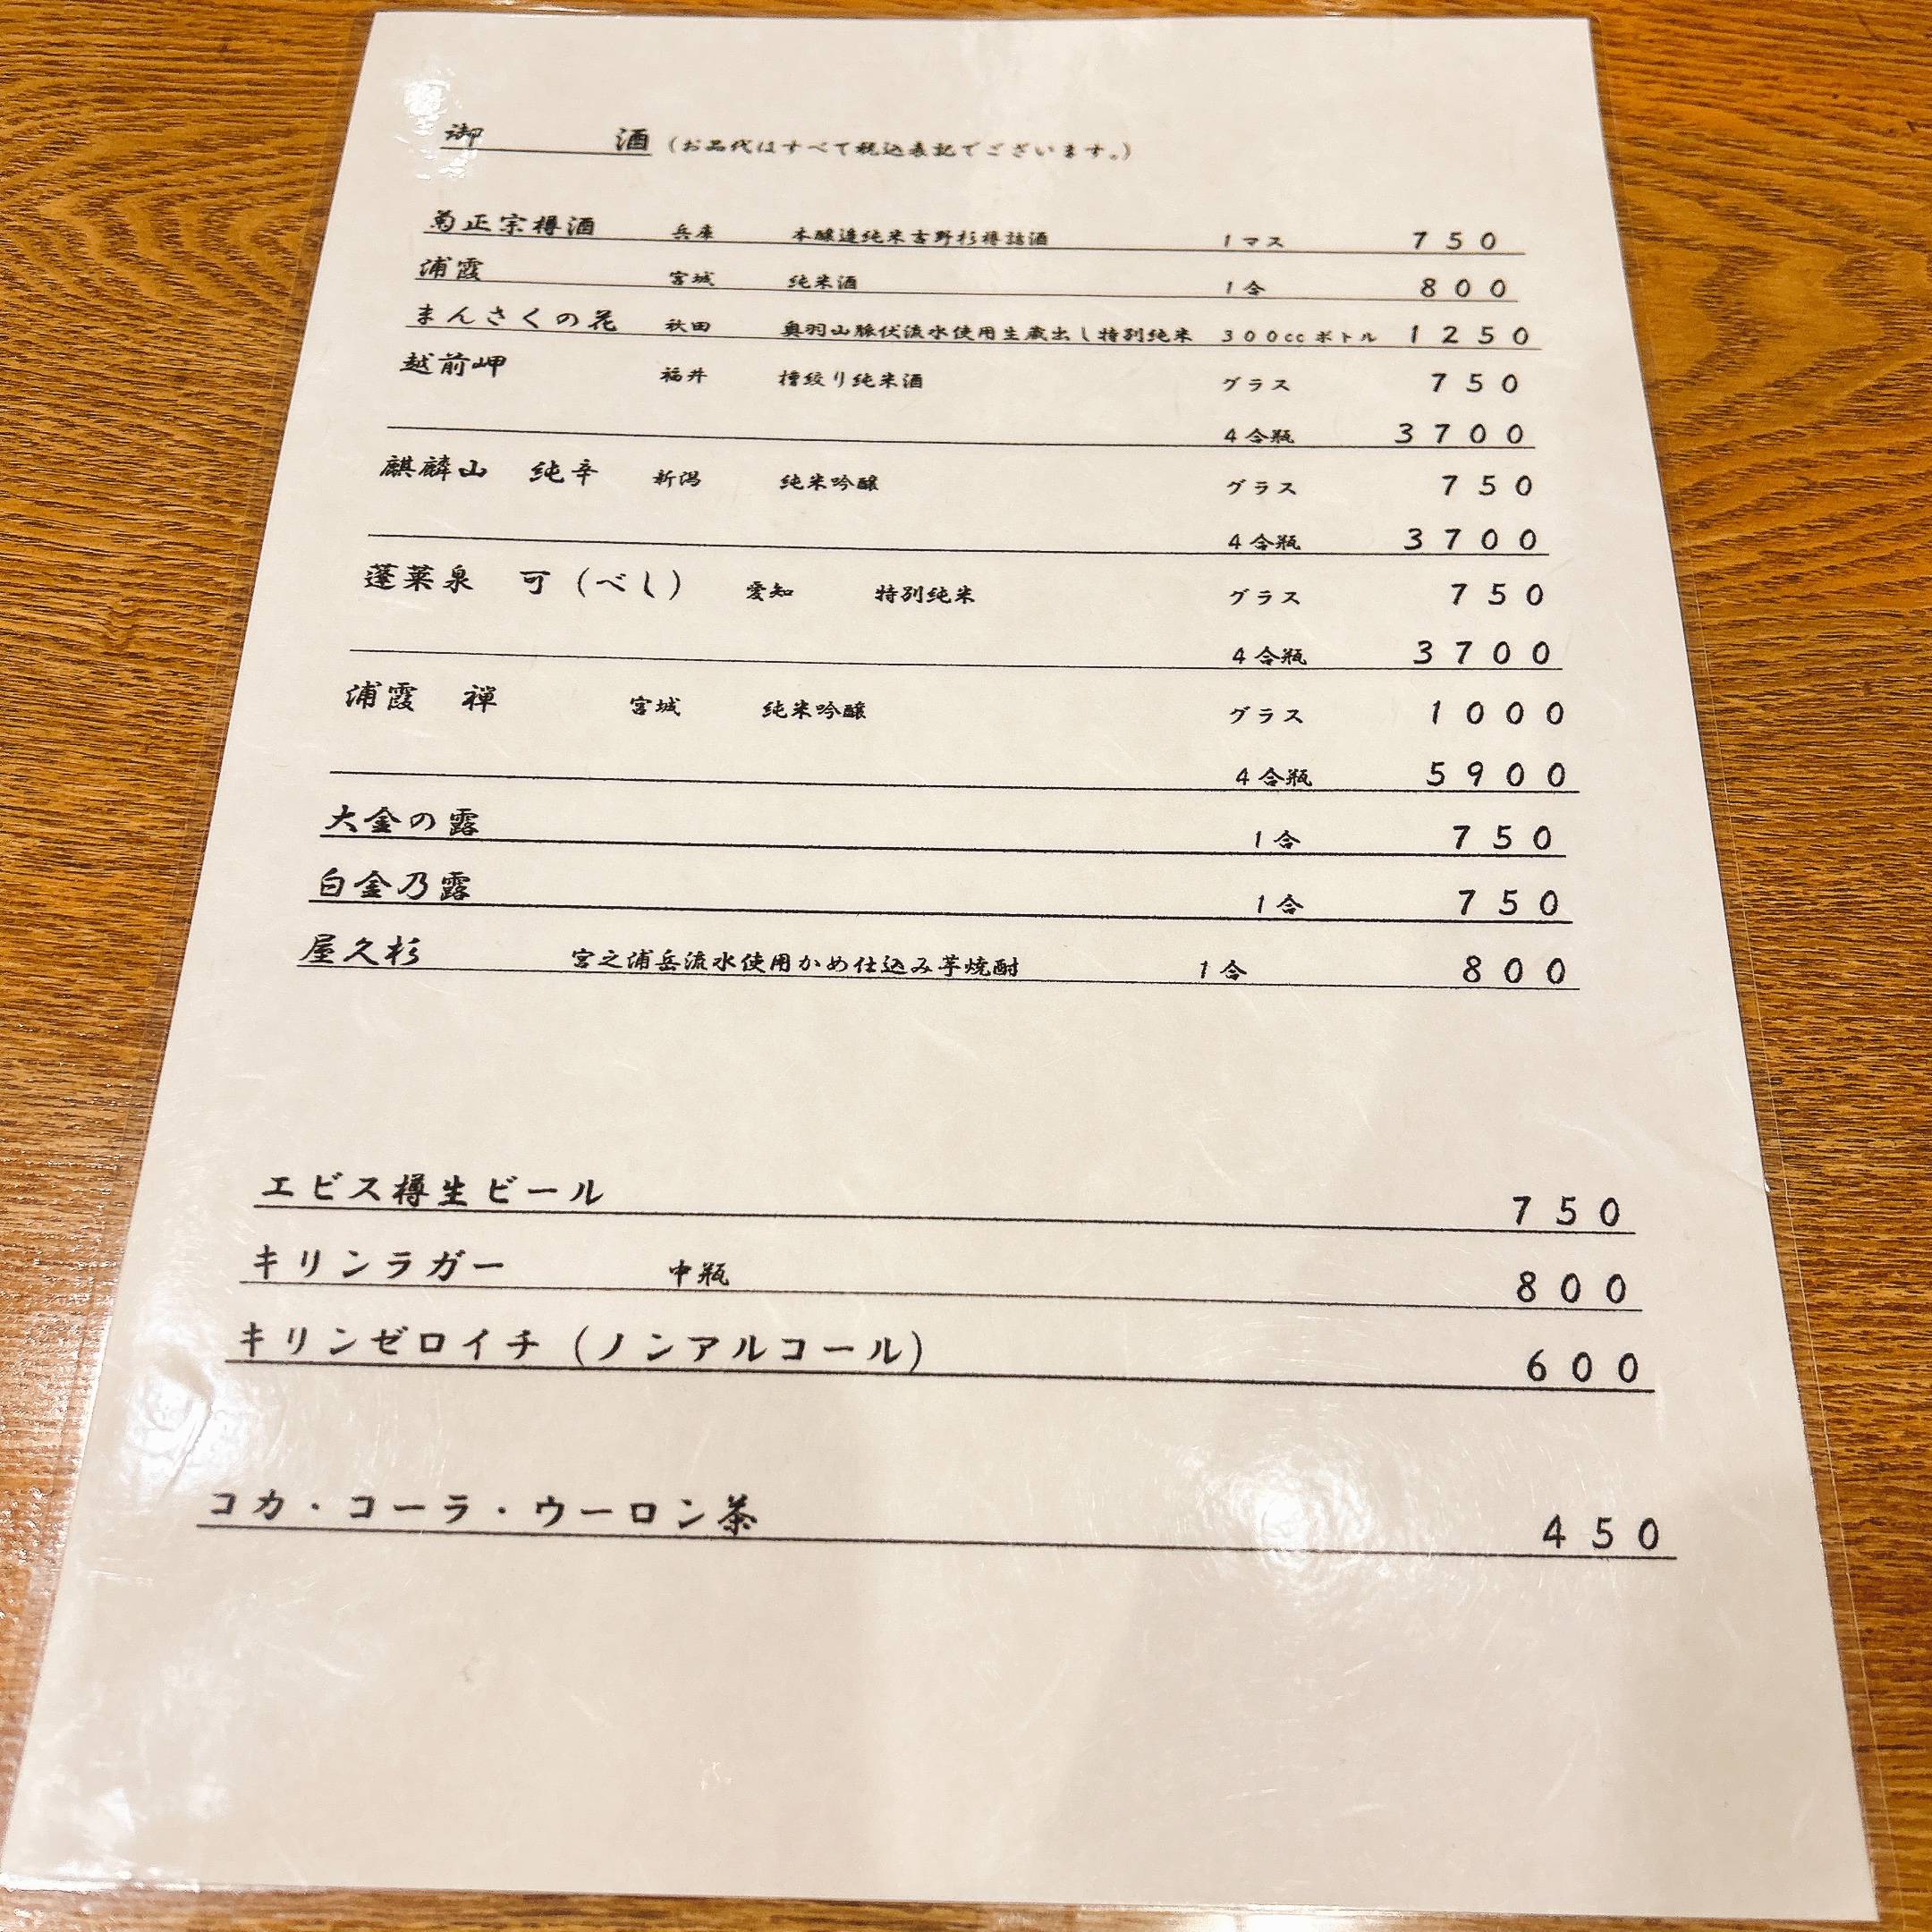 御 酒 (お品代はすべて税込表記でございます。)
菊正宗樽酒 兵庫 本醸造純米吉野杉樽詰酒 1マス 750
浦霞 宮城 純米酒 1合 800
まんさくの花 秋田 奥羽山脈伏流水使用生蔵出し特別純米 300ccボトル 1250
越前岬 福井 槽絞り純米酒 グラス 750
4合瓶 3700
麒麟山 純辛 新潟 純米吟醸 グラス 750
4合瓶 3700
蓬莱泉 可(べし) 愛知 特別純米 グラス 750
4合瓶 3700
浦霞 禅 宮城 純米吟醸 グラス 1000
4合瓶 5900
大金の露 1合 750
白金乃露 1合 750
屋久杉 宮之浦岳流水使用かめ仕込み芋焼酎 1合 800
エビス樽生ビール 750
キリンラガー 中瓶 800
キリンゼロイチ(ノンアルコール) 600
コカ・コーラ・ウーロン茶 450